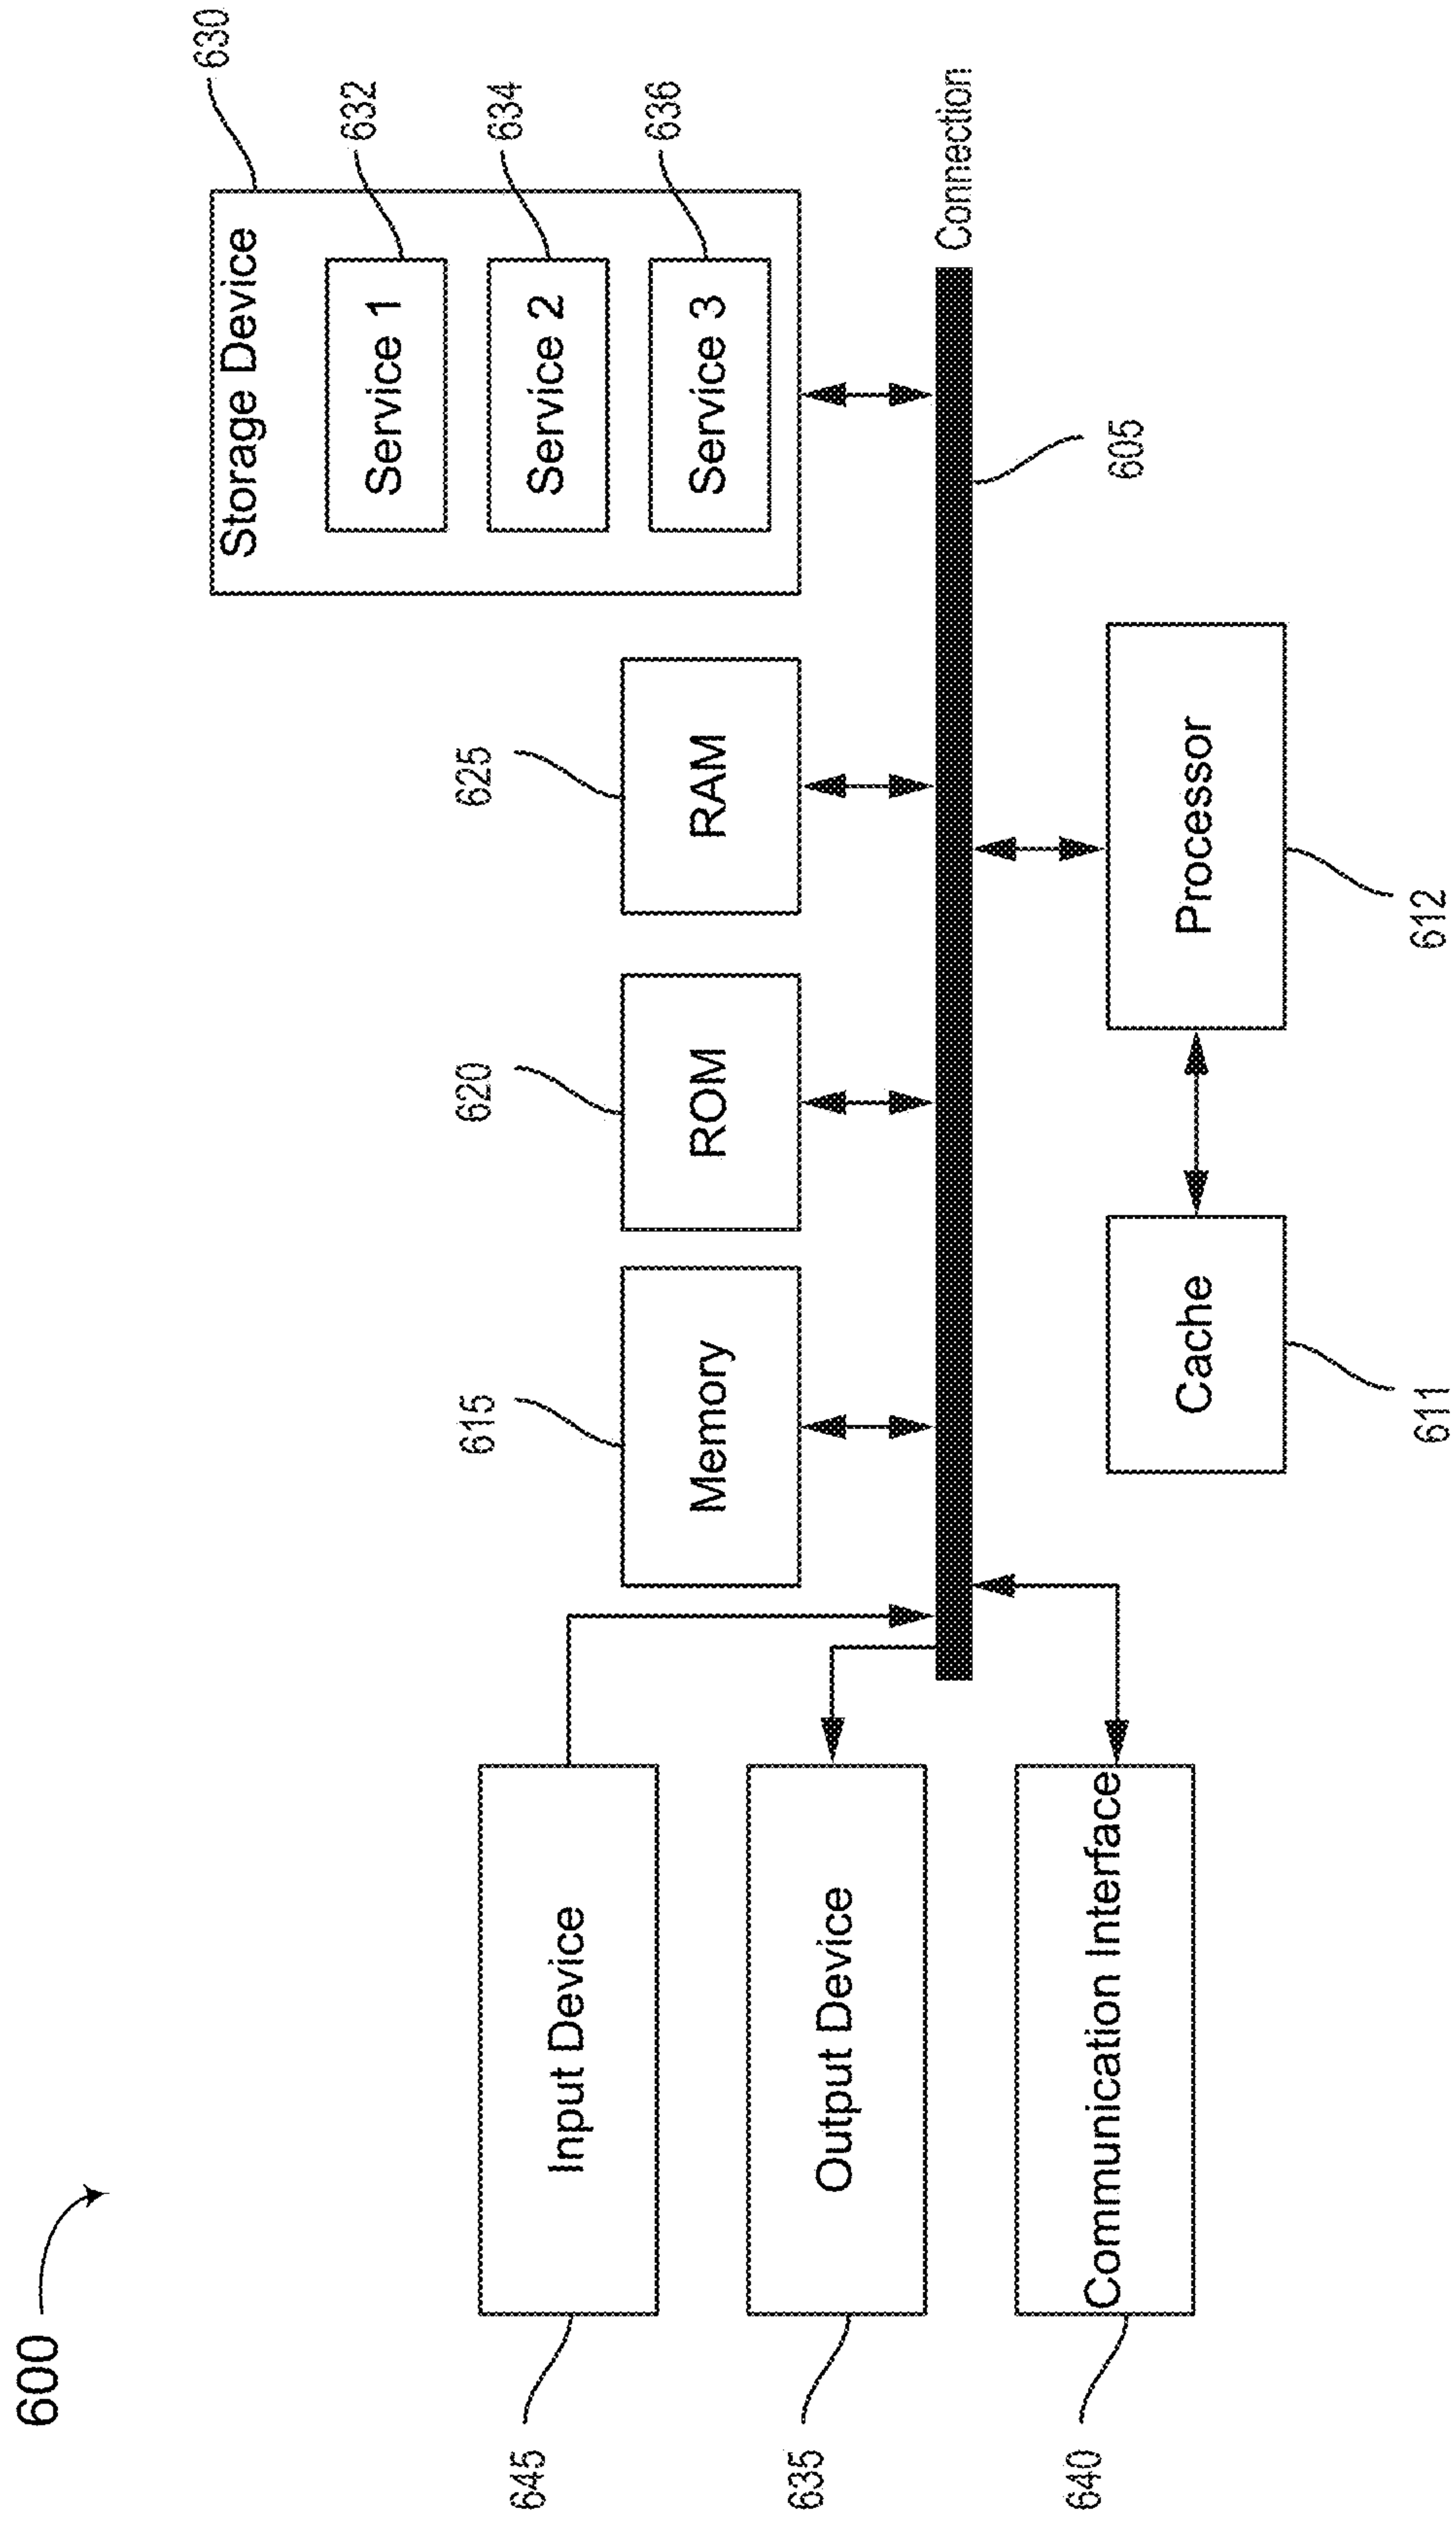 600
645
Input Device
635
Output Device
640
Communication Interface
615
Memory
620
ROM
625
RAM
Storage Device
630
Service 1
632
Service 2
634
Service 3
636
Connection
605
Cache
611
Processor
612